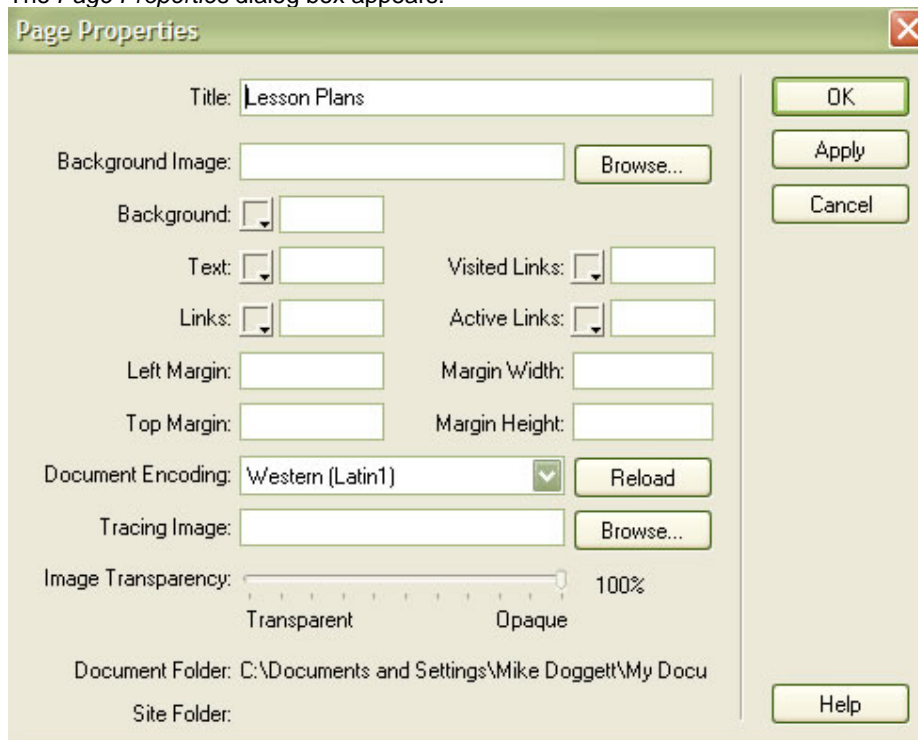 The Page Properties dialog box appears.
Page Properties
Title: Lesson Plans
OK
Background Image:
Browse...
Apply
Background:
Cancel
Text:
Visited Links:
Links:
Active Links:
Left Margin:
Margin Width:
Top Margin:
Margin Height:
Document Encoding: Western (Latin1)
Reload
Tracing Image:
Browse...
Image Transparency:
100%
Transparent
Opaque
Document Folder: C:\Documents and Settings\Mike Doggett\My Docu
Site Folder:
Help